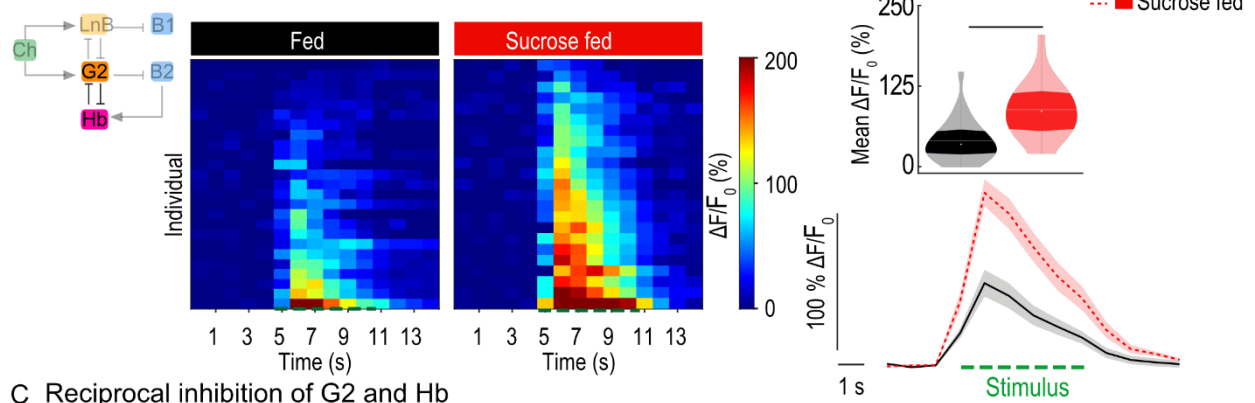 LnB B1
Ch
G2 B2
Hb
Fed
Sucrose fed
Individual
1 3 5 7 9 11 13
Time (s)
1 3 5 7 9 11 13
Time (s)
200
100
0
ΔF/F0 (%)
Sucrose fed
250
125
0
Mean ΔF/F0 (%)
100 % ΔF/F0
1 s
Stimulus
C Reciprocal inhibition of G2 and Hb